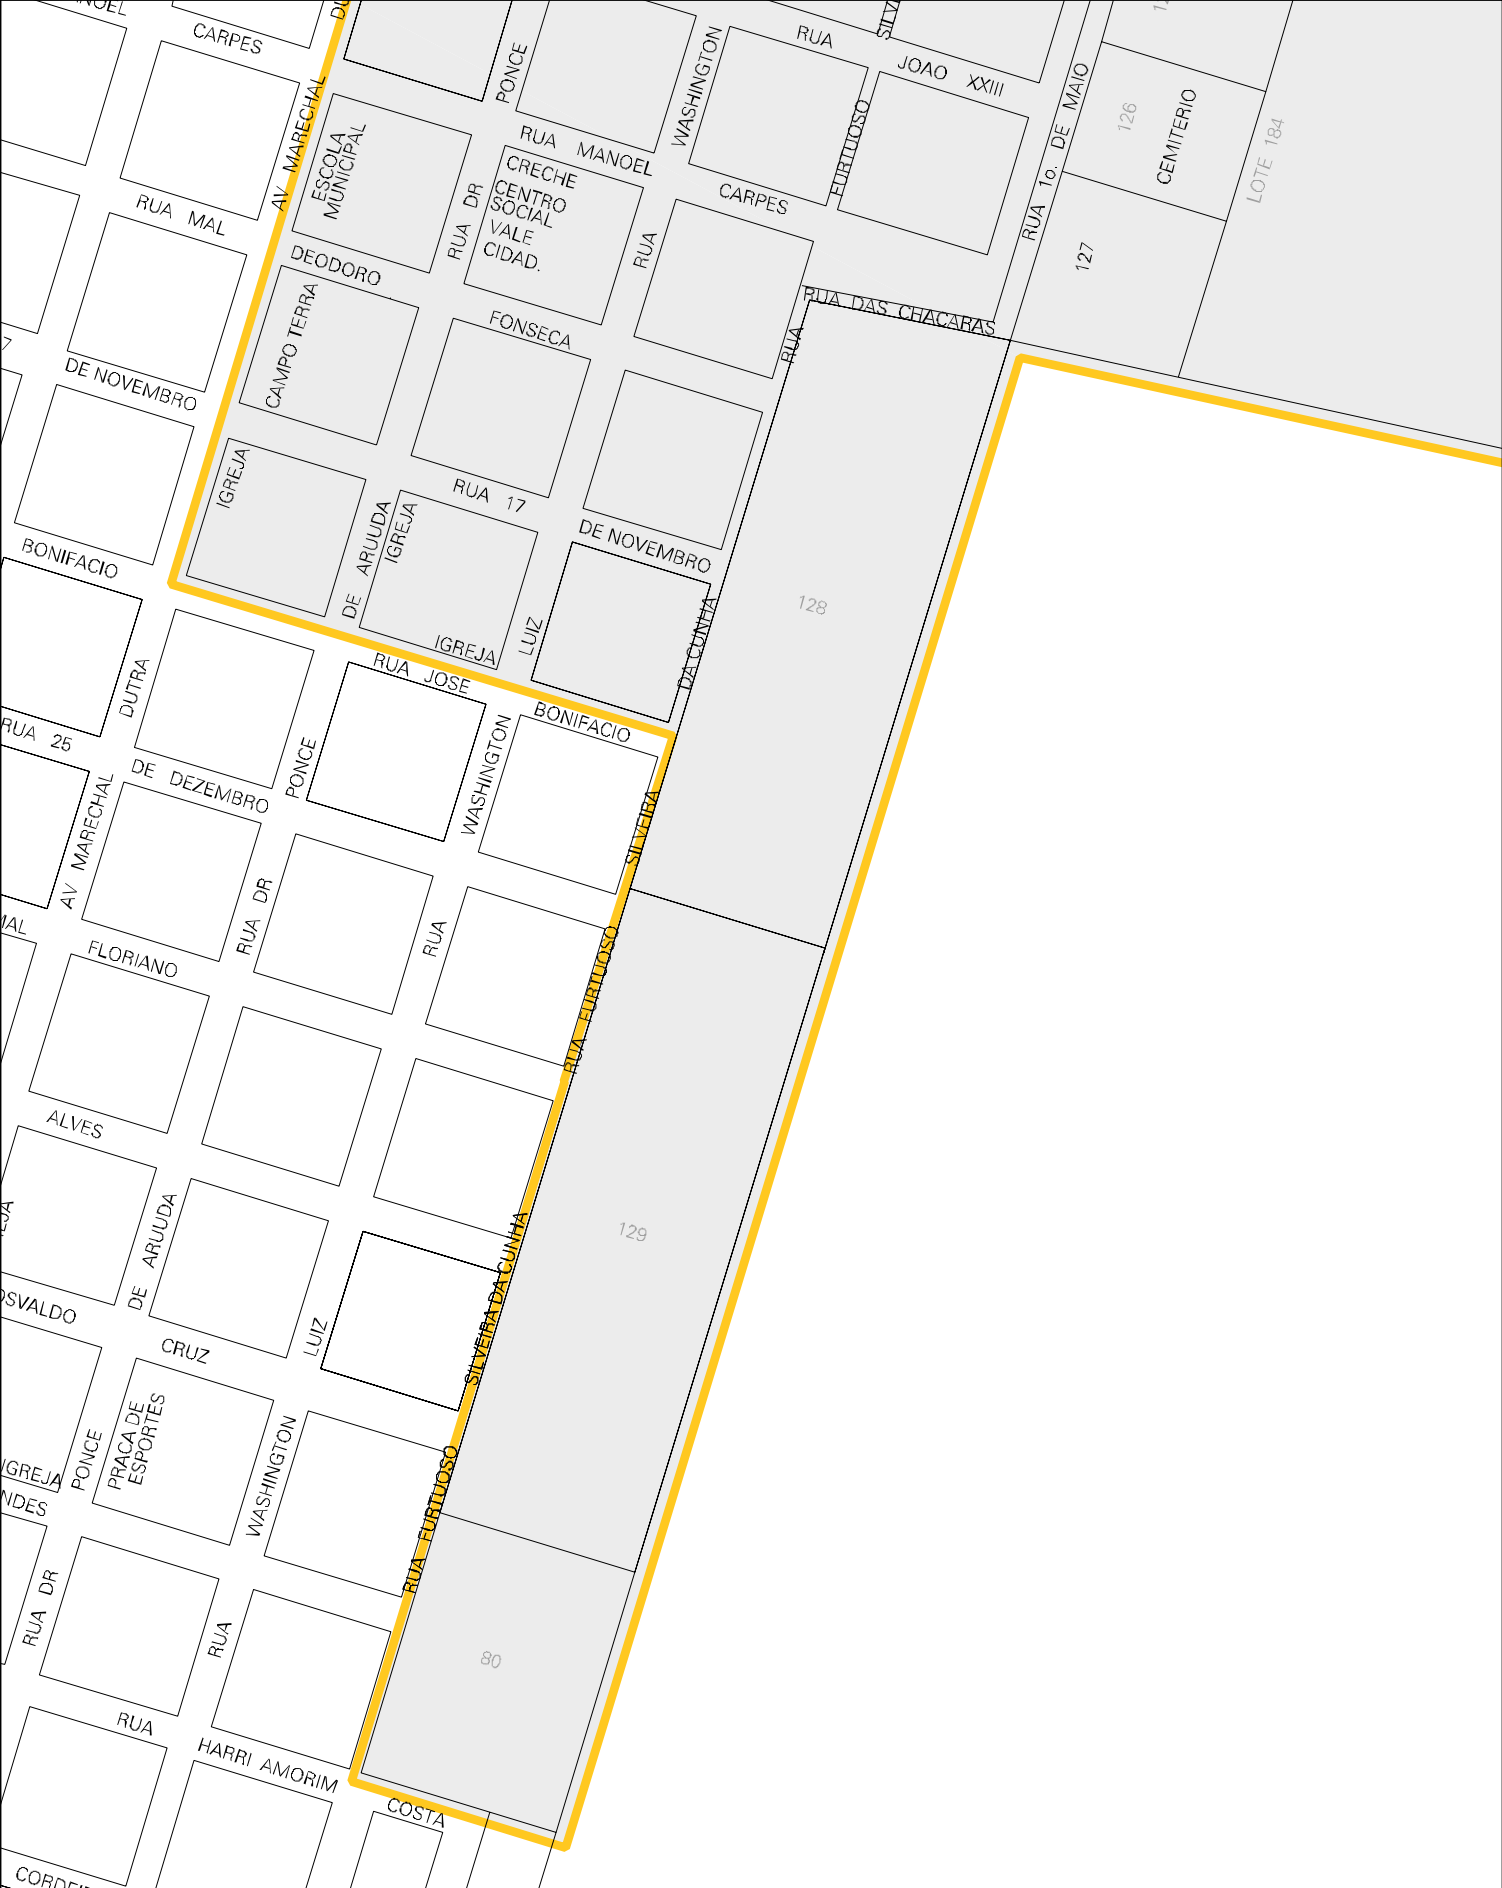 CARPES
PONCE
WASHINGTON
RUA
JOAO XXIII
RUA 1o. DE MAIO
126
CEMITERIO
LOTE 184
127
AV MARECHAL
ESCOLA
MUNICIPAL
RUA MANOEL
CARPES
FURTUOSO
CRECHE
CENTRO
SOCIAL
VALE
CIDAD.
RUA DR
RUA
RUA MAL
DEODORO
FONSECA
CAMPO TERRA
RUA DAS CHACARAS
RUA
DE NOVEMBRO
RUA 17
DE NOVEMBRO
IGREJA
DE ARUUDA
IGREJA
IGREJA
LUIZ
DA CUNHA
128
BONIFACIO
RUA JOSE
BONIFACIO
DUTRA
RUA 25
DE DEZEMBRO
PONCE
WASHINGTON
SILVEIRA
AV MARECHAL
RUA DR
RUA
RUA FURTUOSO
MAL
FLORIANO
ALVES
DE ARUUDA
SILVEIRA DA CUNHA
129
OSVALDO
CRUZ
LUIZ
PRACA DE
ESPORTES
PONCE
WASHINGTON
RUA FURTUOSO
IGREJA
NDES
RUA DR
RUA
80
RUA
HARRI AMORIM
COSTA